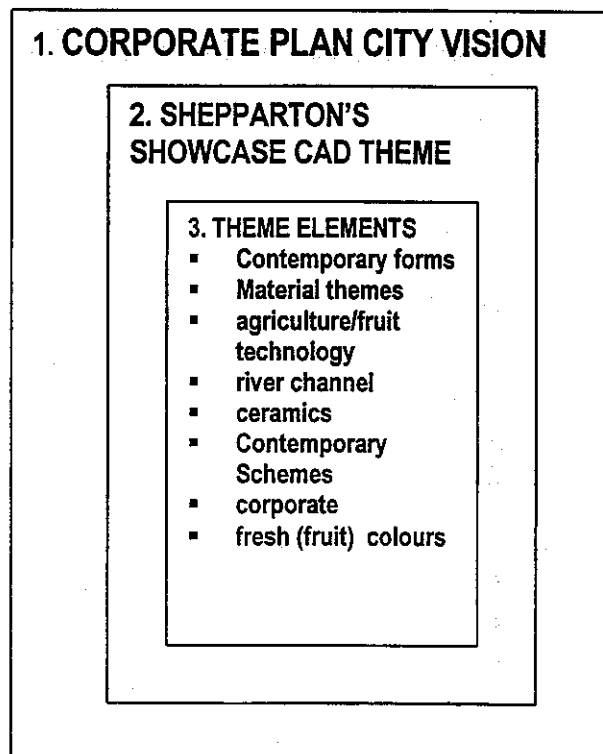 1. CORPORATE PLAN CITY VISION
2. SHEPPARTON'S
SHOWCASE CAD THEME
3. THEME ELEMENTS
▪ Contemporary forms
▪ Material themes
▪ agriculture/fruit
technology
▪ river channel
▪ ceramics
▪ Contemporary
Schemes
▪ corporate
▪ fresh (fruit) colours